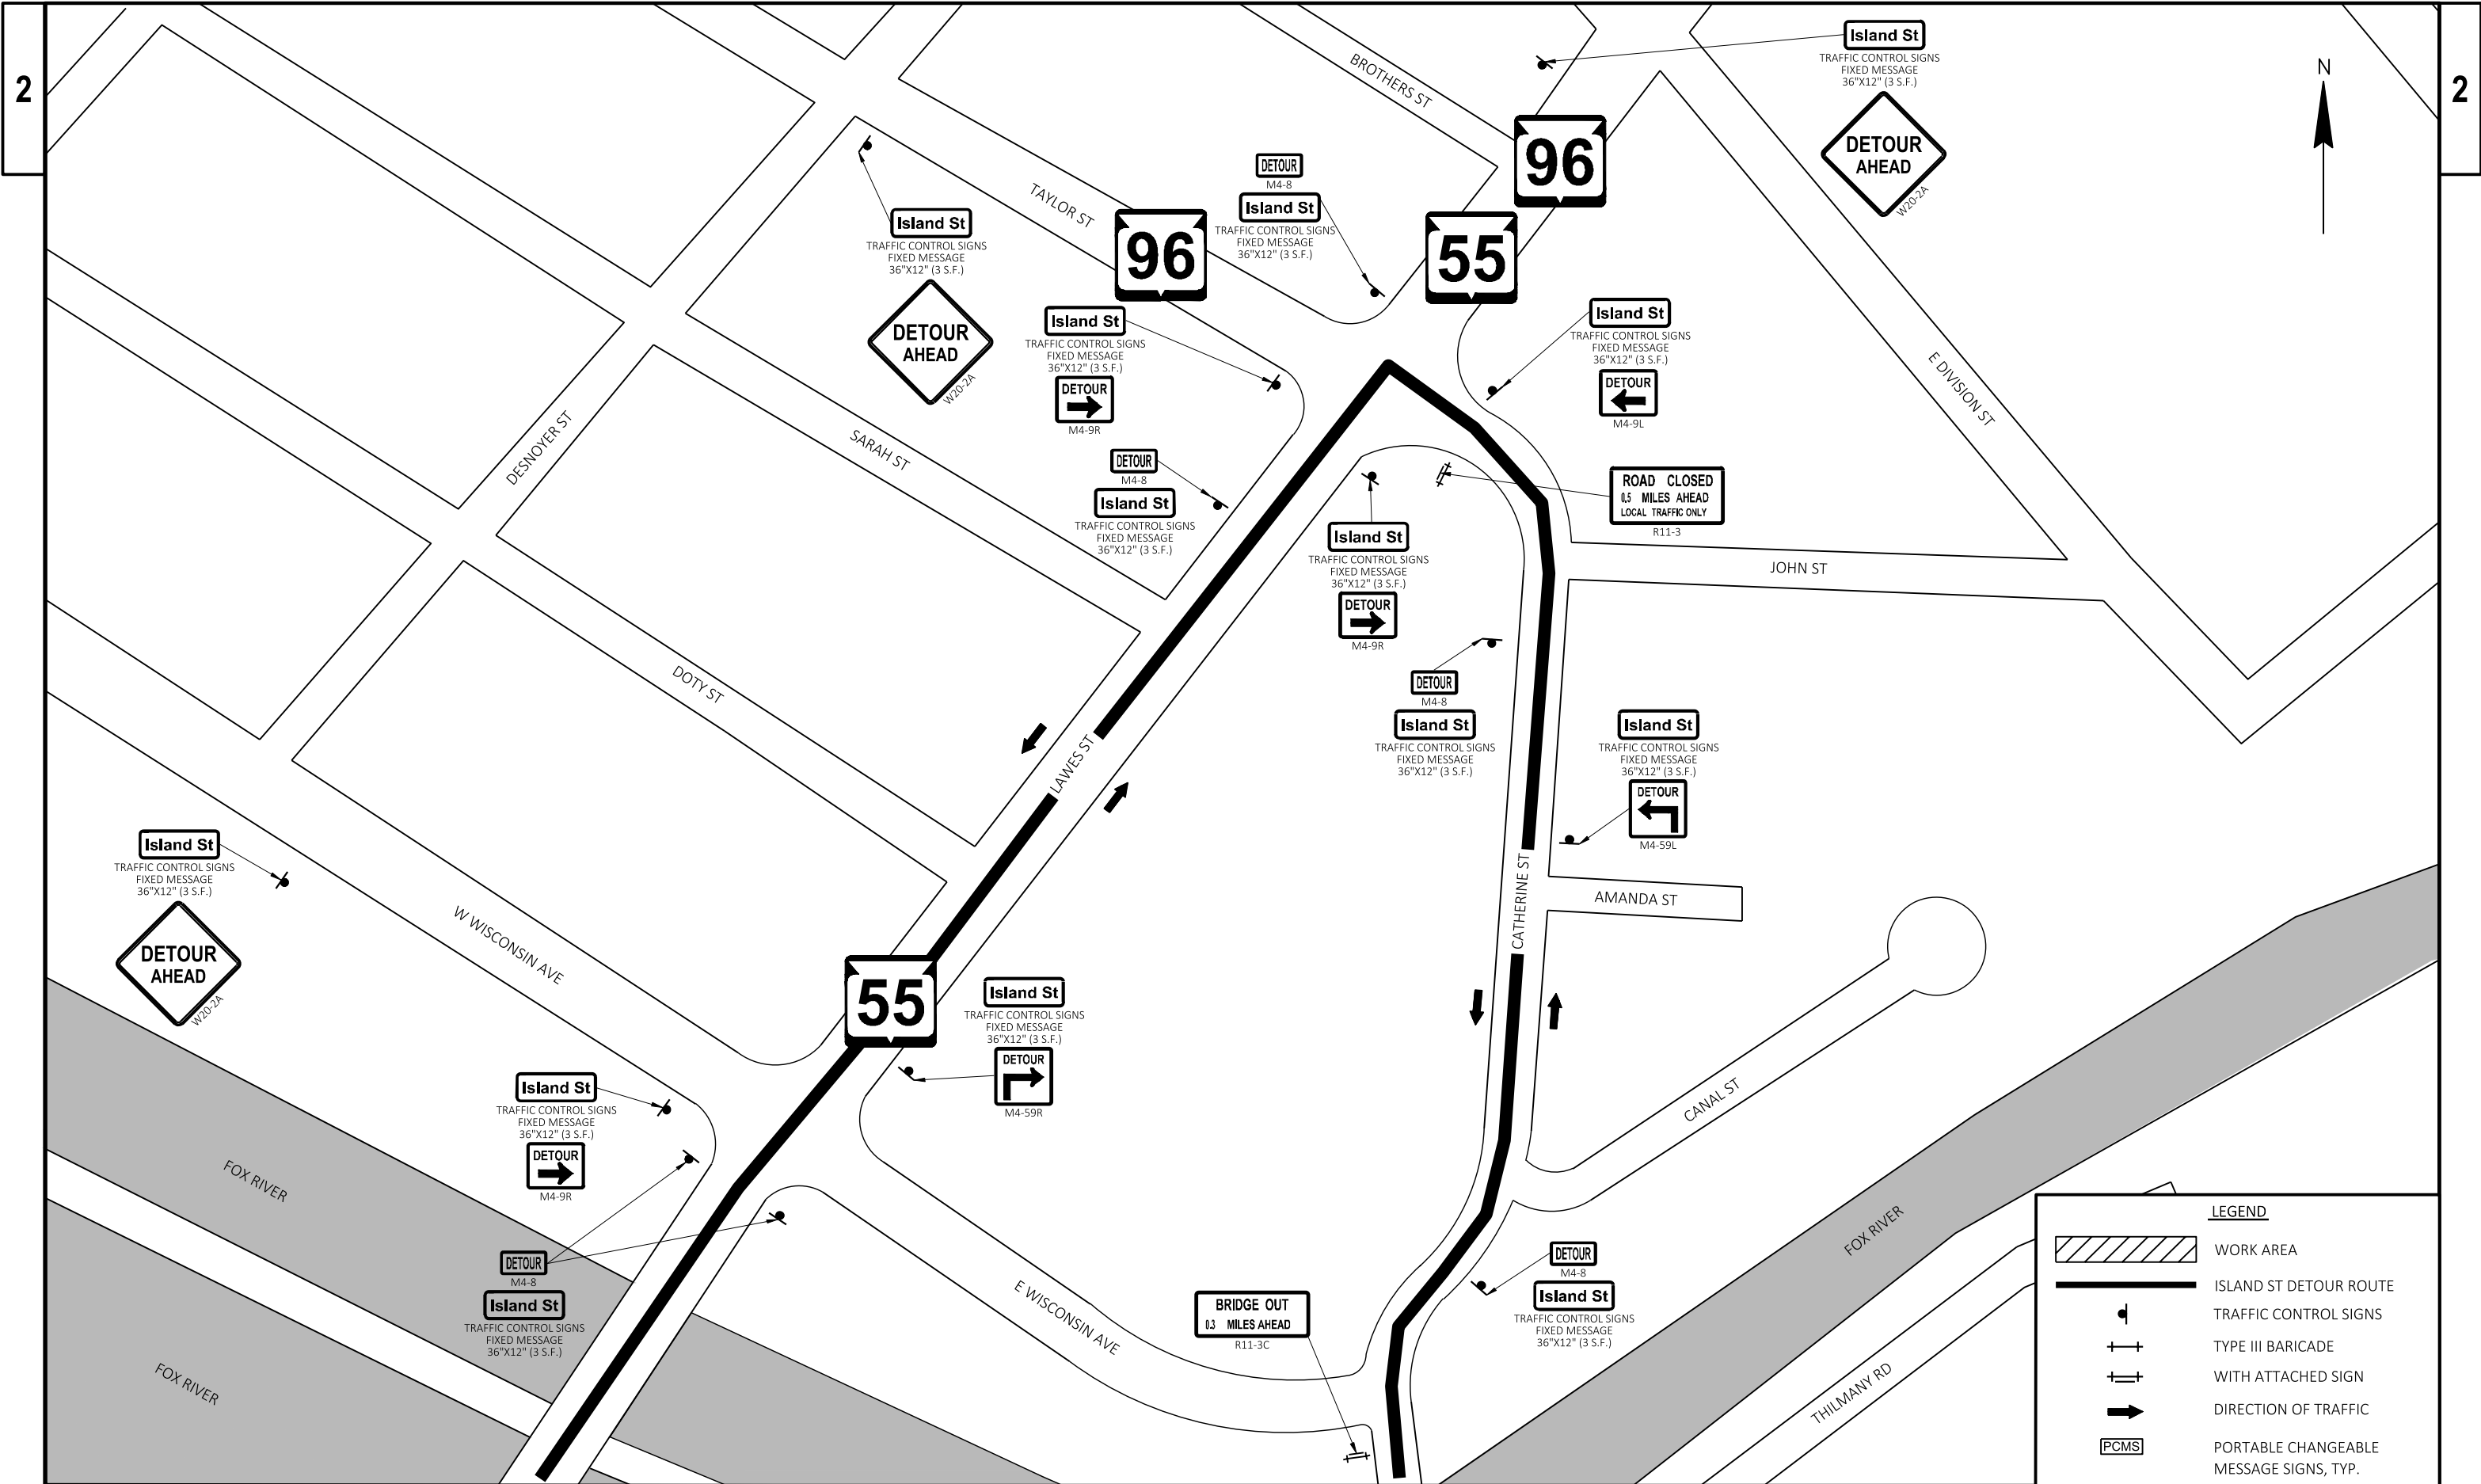 2
2
Island St
TRAFFIC CONTROL SIGNS
FIXED MESSAGE
36"X12" (3 S.F.)
DETOUR
AHEAD
W20-2A
N
BROTHERS ST
96
DETOUR
M4-8
Island St
TRAFFIC CONTROL SIGNS
FIXED MESSAGE
36"X12" (3 S.F.)
TAYLOR ST
96
55
Island St
TRAFFIC CONTROL SIGNS
FIXED MESSAGE
36"X12" (3 S.F.)
DETOUR
AHEAD
W20-2A
Island St
TRAFFIC CONTROL SIGNS
FIXED MESSAGE
36"X12" (3 S.F.)
DETOUR
M4-9R
Island St
TRAFFIC CONTROL SIGNS
FIXED MESSAGE
36"X12" (3 S.F.)
DETOUR
M4-9L
E DIVISION ST
DESNOYER ST
SARAH ST
DETOUR
M4-8
Island St
TRAFFIC CONTROL SIGNS
FIXED MESSAGE
36"X12" (3 S.F.)
ROAD CLOSED
0.5 MILES AHEAD
LOCAL TRAFFIC ONLY
R11-3
Island St
TRAFFIC CONTROL SIGNS
FIXED MESSAGE
36"X12" (3 S.F.)
DETOUR
M4-9R
JOHN ST
DOTY ST
DETOUR
M4-8
Island St
TRAFFIC CONTROL SIGNS
FIXED MESSAGE
36"X12" (3 S.F.)
Island St
TRAFFIC CONTROL SIGNS
FIXED MESSAGE
36"X12" (3 S.F.)
DETOUR
M4-59L
LAWES ST
Island St
TRAFFIC CONTROL SIGNS
FIXED MESSAGE
36"X12" (3 S.F.)
DETOUR
AHEAD
W20-2A
W WISCONSIN AVE
CATHERINE ST
AMANDA ST
55
Island St
TRAFFIC CONTROL SIGNS
FIXED MESSAGE
36"X12" (3 S.F.)
DETOUR
M4-59R
Island St
TRAFFIC CONTROL SIGNS
FIXED MESSAGE
36"X12" (3 S.F.)
DETOUR
M4-9R
CANAL ST
FOX RIVER
FOX RIVER
DETOUR
M4-8
Island St
TRAFFIC CONTROL SIGNS
FIXED MESSAGE
36"X12" (3 S.F.)
E WISCONSIN AVE
BRIDGE OUT
0.3 MILES AHEAD
R11-3C
DETOUR
M4-8
Island St
TRAFFIC CONTROL SIGNS
FIXED MESSAGE
36"X12" (3 S.F.)
FOX RIVER
THILMANY RD
LEGEND
WORK AREA
ISLAND ST DETOUR ROUTE
TRAFFIC CONTROL SIGNS
TYPE III BARICADE
WITH ATTACHED SIGN
DIRECTION OF TRAFFIC
PCMS PORTABLE CHANGEABLE
MESSAGE SIGNS, TYP.